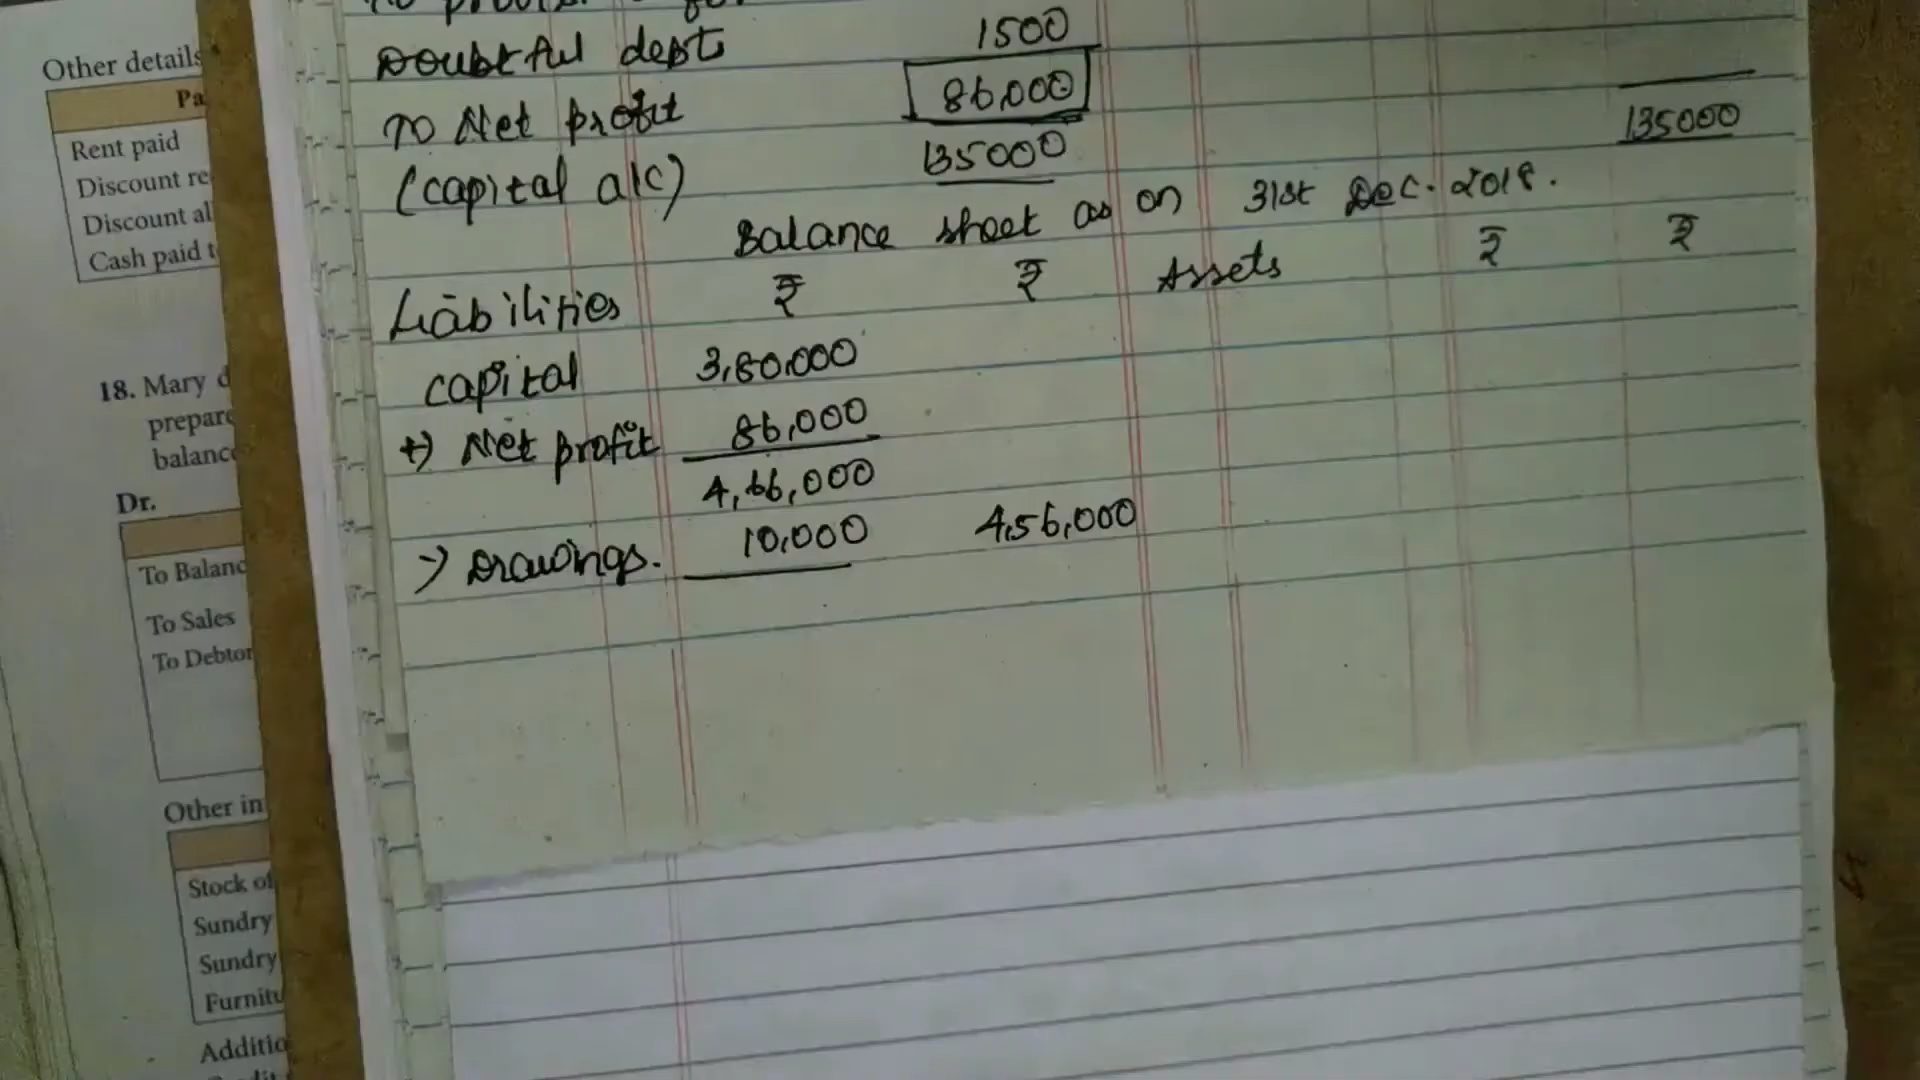 Other details
Pa
Rent paid
Discount re
Discount al
Cash paid t
18. Mary d
prepare
balance
Dr.
To Balanc
To Sales
To Debtor
Other in
Stock of
Sundry
Sundry
Furnitu
Additio
Doubtful debt 1500
To Net profit 86,000
(capital a/c) 135000 135000
Balance sheet as on 31st Dec. 2018.
Liabilities ₹ ₹ Assets ₹ ₹
capital 3,80,000
+) Net profit 86,000
4,66,000
-) Drawings. 10,000 4,56,000